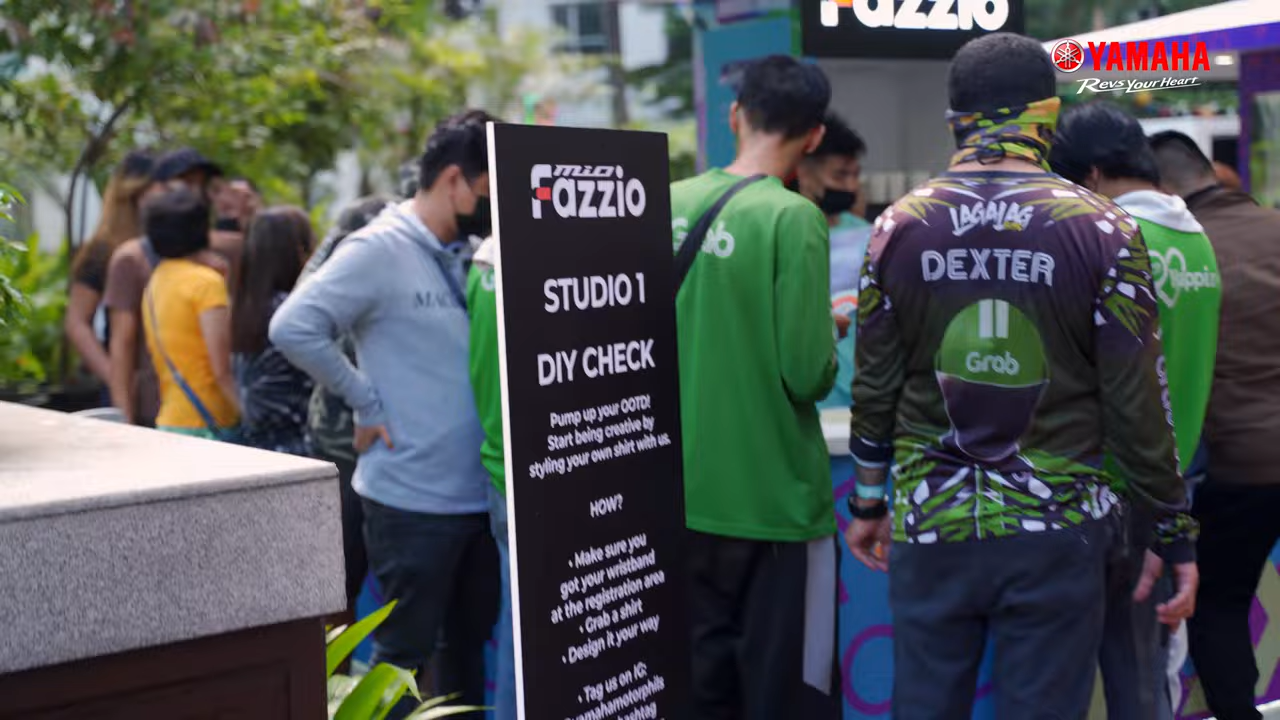 Fazzio
YAMAHA
Revs Your Heart
mio
Fazzio
STUDIO 1
DIY CHECK
Pump up your OOTD!
Start being creative by
styling your own shirt with us.
HOW?
• Make sure you
got your wristband
at the registration area
• Grab a shirt
• Design it your way
• Tag us on IG:
@yamahamotorphils
hashtag
Grab
LAGALAG
DEXTER
Grab